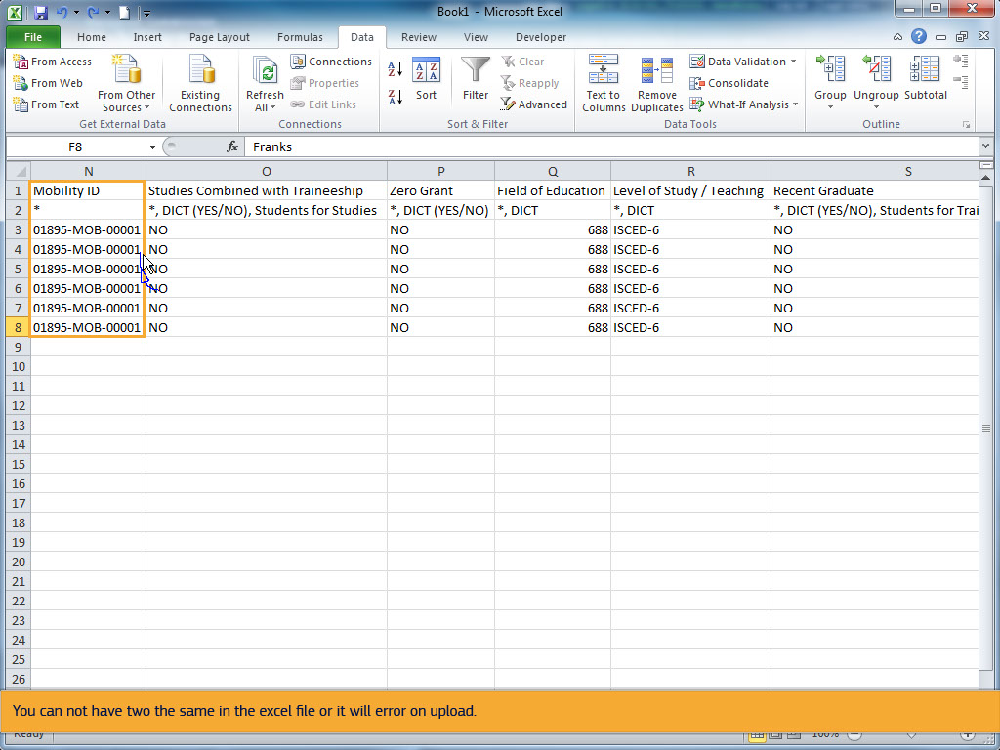 Book1 - Microsoft Excel
File Home Insert Page Layout Formulas Data Review View Developer
From Access
From Web
From Text
From Other Sources
Existing Connections
Get External Data
Refresh All
Connections
Properties
Edit Links
Connections
Sort
Filter
Clear
Reapply
Advanced
Sort & Filter
Text to Columns
Remove Duplicates
Data Validation
Consolidate
What-If Analysis
Data Tools
Group
Ungroup
Subtotal
Outline
F8 fx Franks
N O P Q R S
1 Mobility ID Studies Combined with Traineeship Zero Grant Field of Education Level of Study / Teaching Recent Graduate
2 * *, DICT (YES/NO), Students for Studies *, DICT (YES/NO) *, DICT *, DICT *, DICT (YES/NO), Students for Trai
3 01895-MOB-00001 NO NO 688 ISCED-6 NO
4 01895-MOB-00001 NO NO 688 ISCED-6 NO
5 01895-MOB-00001 NO NO 688 ISCED-6 NO
6 01895-MOB-00001 NO NO 688 ISCED-6 NO
7 01895-MOB-00001 NO NO 688 ISCED-6 NO
8 01895-MOB-00001 NO NO 688 ISCED-6 NO
9
10
11
12
13
14
15
16
17
18
19
20
21
22
23
24
25
26
You can not have two the same in the excel file or it will error on upload.
Ready 100%